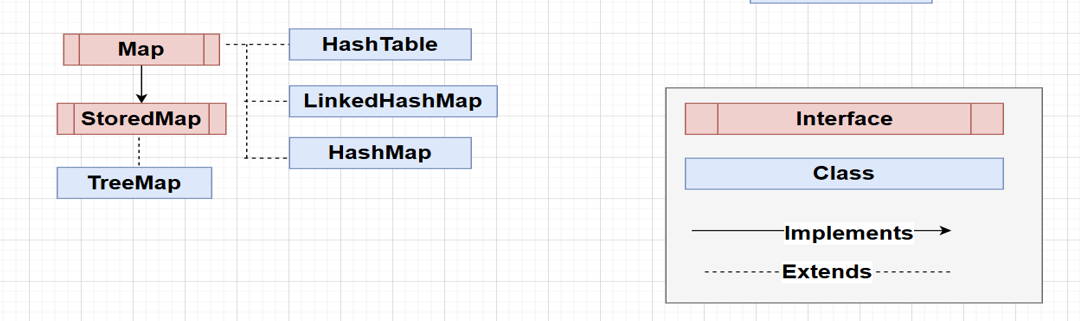 Map
HashTable
StoredMap
LinkedHashMap
HashMap
TreeMap
Interface
Class
Implements
Extends